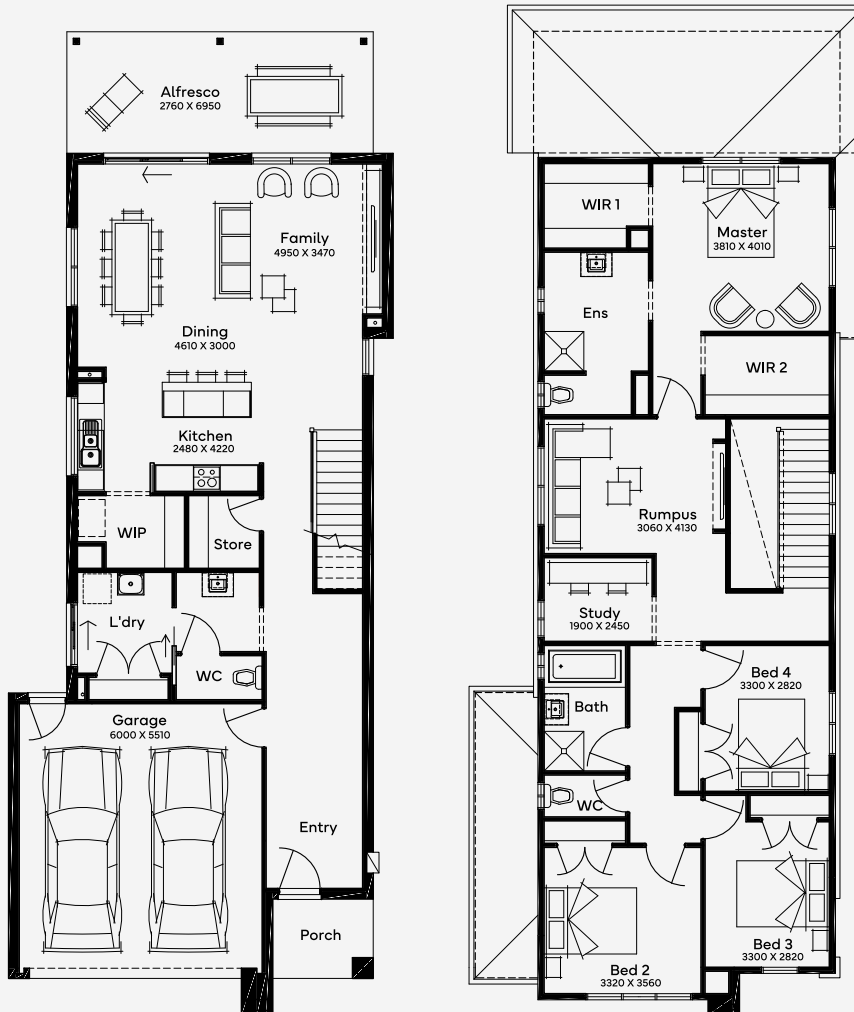 Alfresco
2760 X 6950
Family
4950 X 3470
Dining
4610 X 3000
Kitchen
2480 X 4220
WIP
Store
L'dry
WC
Garage
6000 X 5510
Entry
Porch
WIR 1
Master
3810 X 4010
Ens
WIR 2
Rumpus
3060 X 4130
Study
1900 X 2450
Bed 4
3300 X 2820
Bath
WC
Bed 3
3300 X 2820
Bed 2
3320 X 3560